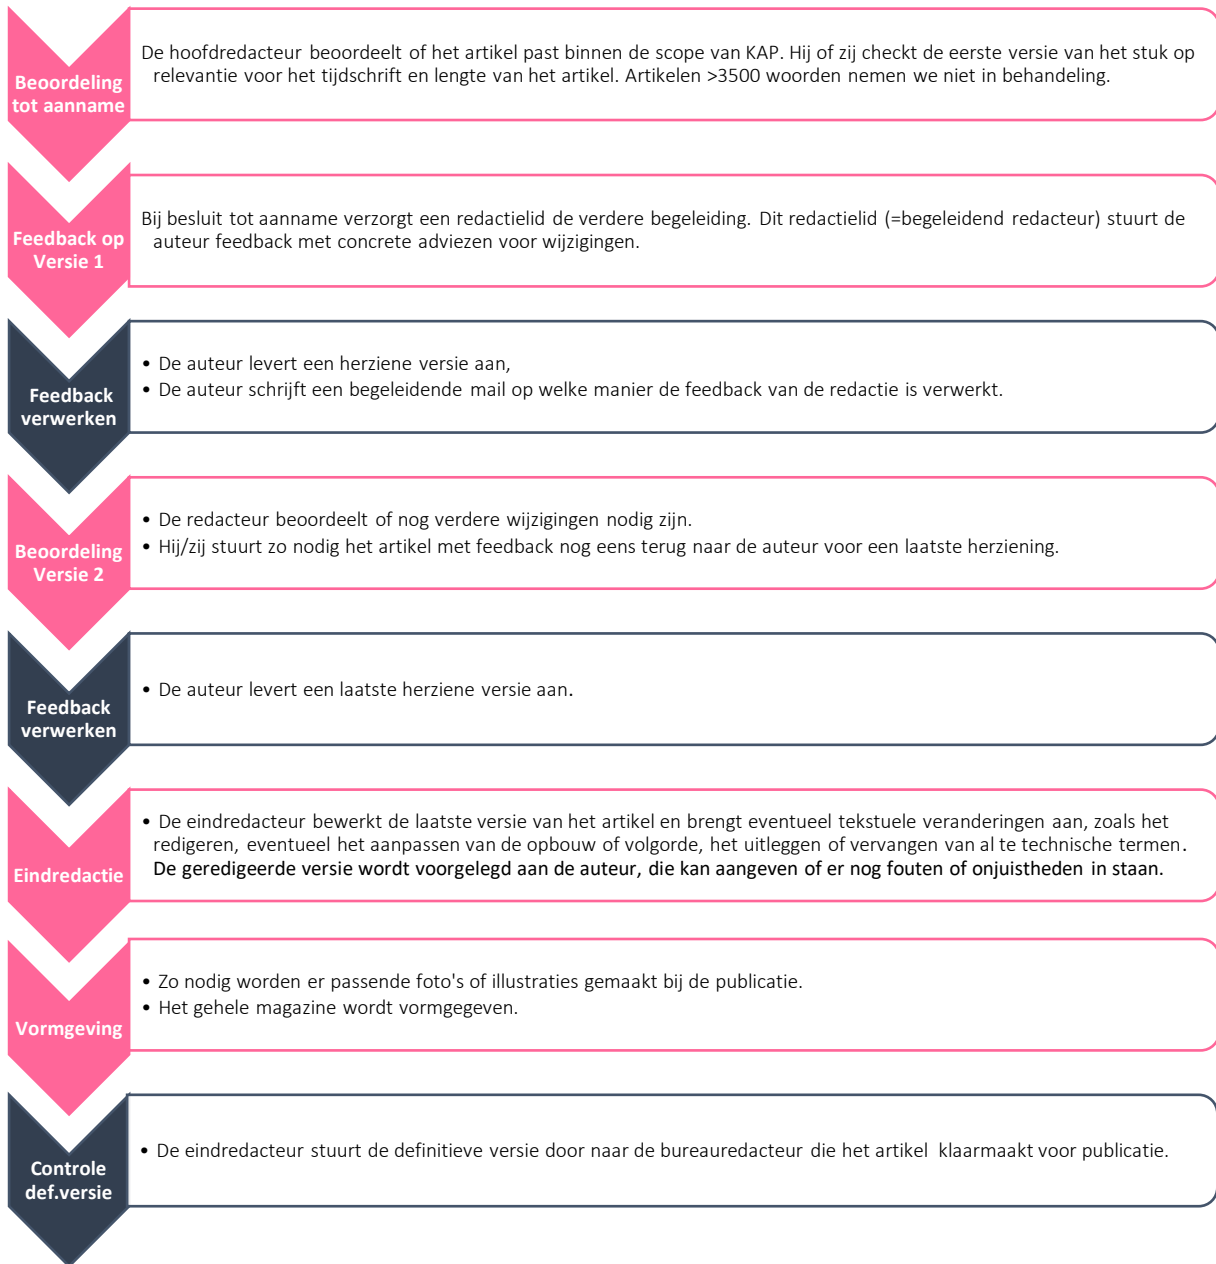 Beoordeling
tot aanname
De hoofdredacteur beoordeelt of het artikel past binnen de scope van KAP. Hij of zij checkt de eerste versie van het stuk op
relevantie voor het tijdschrift en lengte van het artikel. Artikelen >3500 woorden nemen we niet in behandeling.
Feedback op
Versie 1
Bij besluit tot aanname verzorgt een redactielid de verdere begeleiding. Dit redactielid (=begeleidend redacteur) stuurt de
auteur feedback met concrete adviezen voor wijzigingen.
Feedback
verwerken
• De auteur levert een herziene versie aan,
• De auteur schrijft een begeleidende mail op welke manier de feedback van de redactie is verwerkt.
Beoordeling
Versie 2
• De redacteur beoordeelt of nog verdere wijzigingen nodig zijn.
• Hij/zij stuurt zo nodig het artikel met feedback nog eens terug naar de auteur voor een laatste herziening.
Feedback
verwerken
• De auteur levert een laatste herziene versie aan.
Eindredactie
• De eindredacteur bewerkt de laatste versie van het artikel en brengt eventueel tekstuele veranderingen aan, zoals het
redigeren, eventueel het aanpassen van de opbouw of volgorde, het uitleggen of vervangen van al te technische termen.
De geredigeerde versie wordt voorgelegd aan de auteur, die kan aangeven of er nog fouten of onjuistheden in staan.
Vormgeving
• Zo nodig worden er passende foto's of illustraties gemaakt bij de publicatie.
• Het gehele magazine wordt vormgegeven.
Controle
def.versie
• De eindredacteur stuurt de definitieve versie door naar de bureauredacteur die het artikel klaarmaakt voor publicatie.